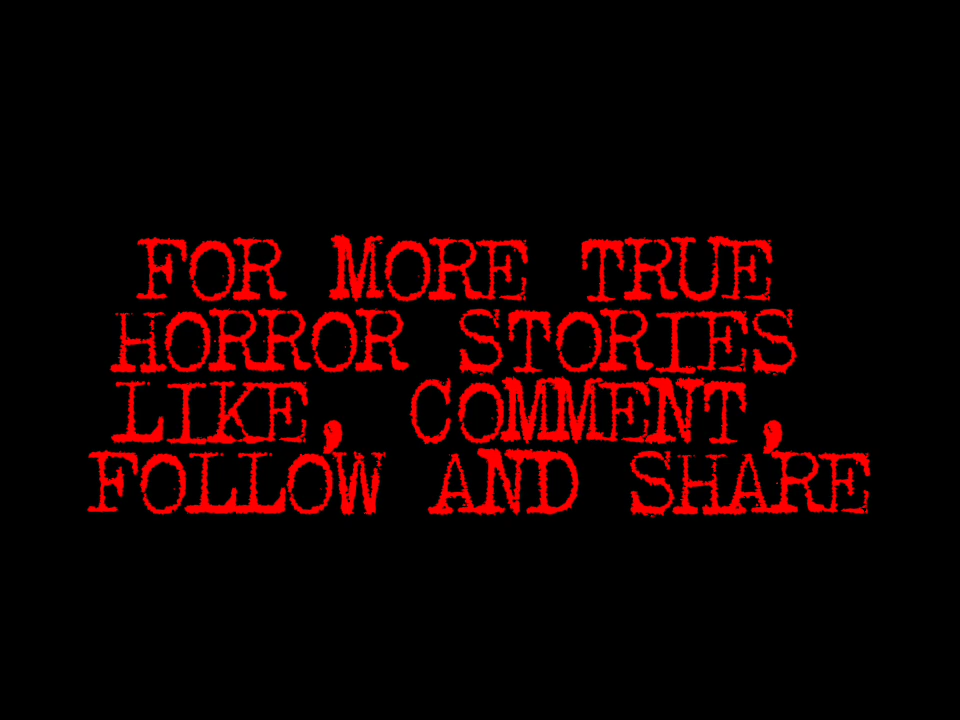 FOR MORE TRUE
HORROR STORIES
LIKE, COMMENT,
FOLLOW AND SHARE